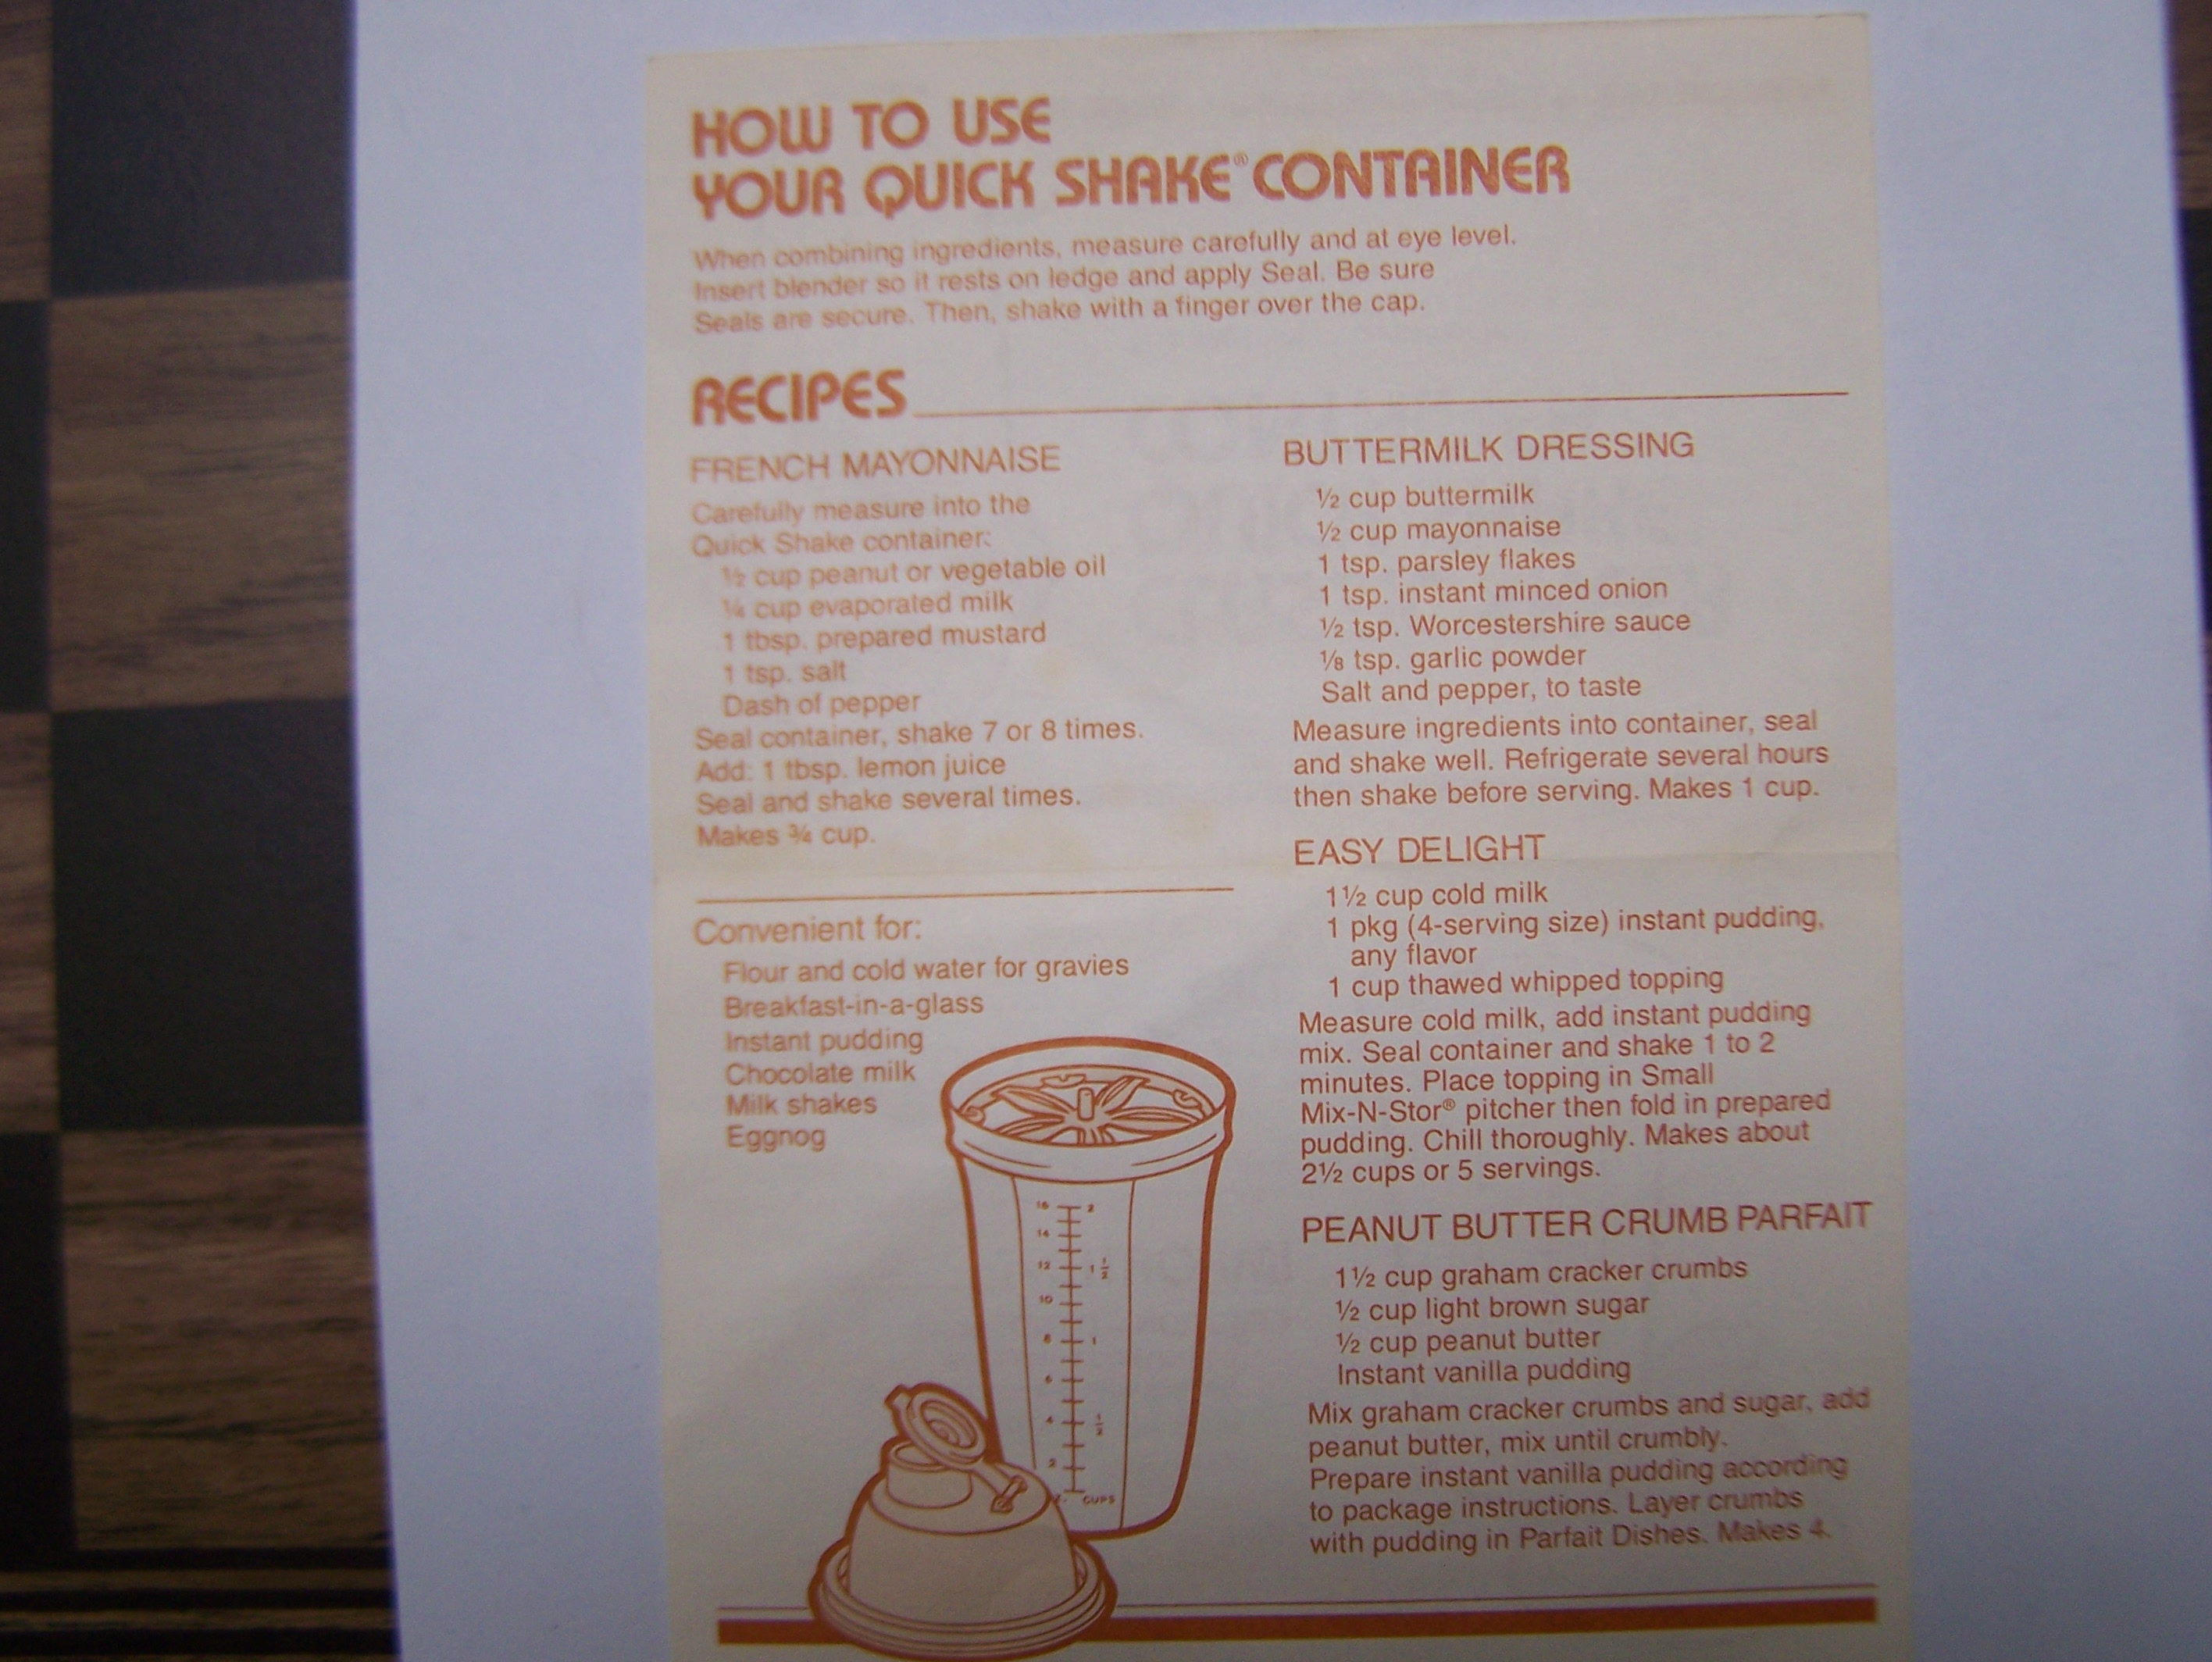 HOW TO USE
YOUR QUICK SHAKE® CONTAINER
When combining ingredients, measure carefully and at eye level.
Insert blender so it rests on ledge and apply Seal. Be sure
Seals are secure. Then, shake with a finger over the cap.
RECIPES
FRENCH MAYONNAISE
Carefully measure into the
Quick Shake container:
½ cup peanut or vegetable oil
¼ cup evaporated milk
1 tbsp. prepared mustard
1 tsp. salt
Dash of pepper
Seal container, shake 7 or 8 times.
Add: 1 tbsp. lemon juice
Seal and shake several times.
Makes ¾ cup.
Convenient for:
Flour and cold water for gravies
Breakfast-in-a-glass
Instant pudding
Chocolate milk
Milk shakes
Eggnog
16 2
14
12 1 ½
10
8 1
6
4 ½
2
CUPS
BUTTERMILK DRESSING
½ cup buttermilk
½ cup mayonnaise
1 tsp. parsley flakes
1 tsp. instant minced onion
½ tsp. Worcestershire sauce
⅛ tsp. garlic powder
Salt and pepper, to taste
Measure ingredients into container, seal
and shake well. Refrigerate several hours
then shake before serving. Makes 1 cup.
EASY DELIGHT
1½ cup cold milk
1 pkg (4-serving size) instant pudding,
any flavor
1 cup thawed whipped topping
Measure cold milk, add instant pudding
mix. Seal container and shake 1 to 2
minutes. Place topping in Small
Mix-N-Stor® pitcher then fold in prepared
pudding. Chill thoroughly. Makes about
2½ cups or 5 servings.
PEANUT BUTTER CRUMB PARFAIT
1½ cup graham cracker crumbs
½ cup light brown sugar
½ cup peanut butter
Instant vanilla pudding
Mix graham cracker crumbs and sugar, add
peanut butter, mix until crumbly.
Prepare instant vanilla pudding according
to package instructions. Layer crumbs
with pudding in Parfait Dishes. Makes 4.